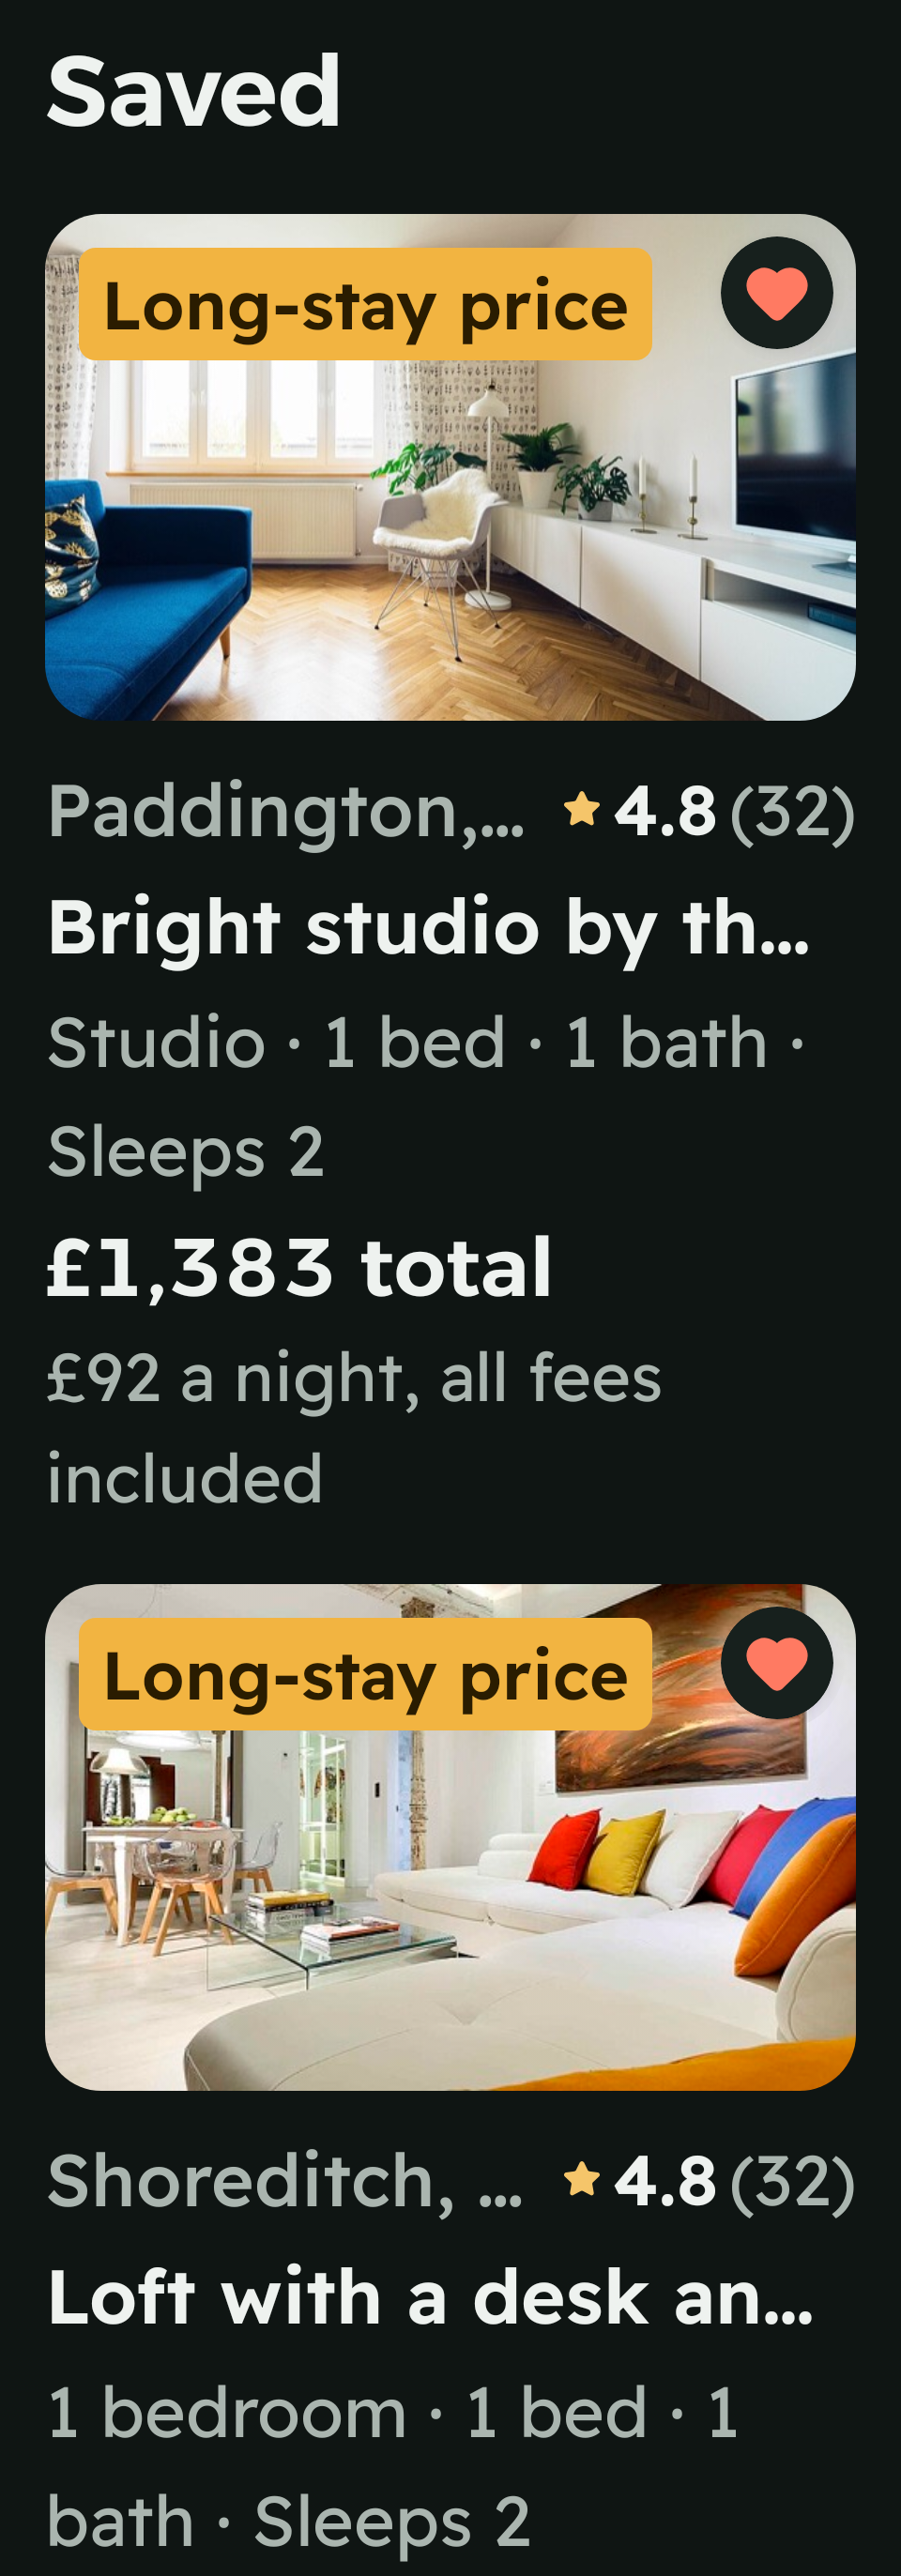 Saved
Long-stay price
Paddington,... ★ 4.8 (32)
Bright studio by th...
Studio · 1 bed · 1 bath ·
Sleeps 2
£1,383 total
£92 a night, all fees
included
Long-stay price
Shoreditch, ... ★ 4.8 (32)
Loft with a desk an...
1 bedroom · 1 bed · 1
bath · Sleeps 2